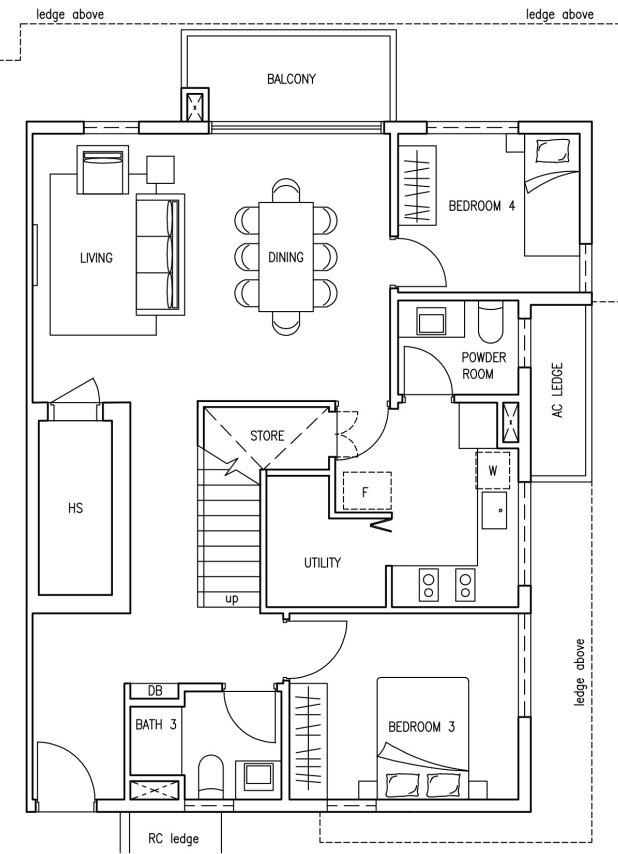 ledge above
ledge above
BALCONY
BEDROOM 4
LIVING
DINING
POWDER
ROOM
AC LEDGE
STORE
W
F
HS
UTILITY
up
ledge above
DB
BATH 3
BEDROOM 3
RC ledge